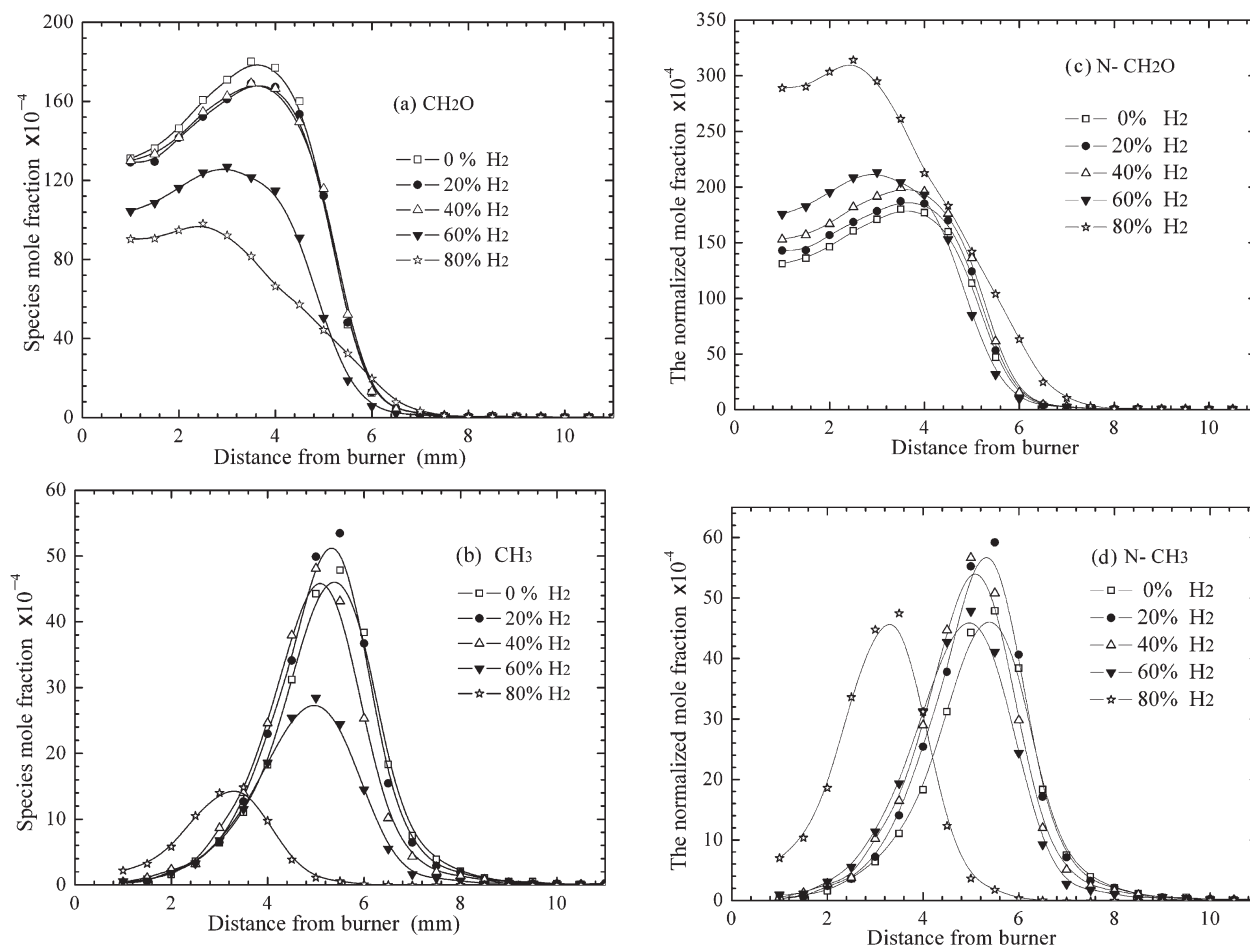 200
160
120
80
40
0
Species mole fraction x10⁻⁴
(a) CH2O
0 % H2
20% H2
40% H2
60% H2
80% H2
0 2 4 6 8 10
Distance from burner (mm)
350
300
250
200
150
100
50
0
The normalized mole fraction x10⁻⁴
(c) N- CH2O
0% H2
20% H2
40% H2
60% H2
80% H2
0 2 4 6 8 10
Distance from burner
60
50
40
30
20
10
0
Species mole fraction x10⁻⁴
(b) CH3
0 % H2
20% H2
40% H2
60% H2
80% H2
0 2 4 6 8 10
Distance from burner (mm)
60
50
40
30
20
10
0
The normalized mole fraction x10⁻⁴
(d) N- CH3
0% H2
20% H2
40% H2
60% H2
80% H2
0 2 4 6 8 10
Distance from burner